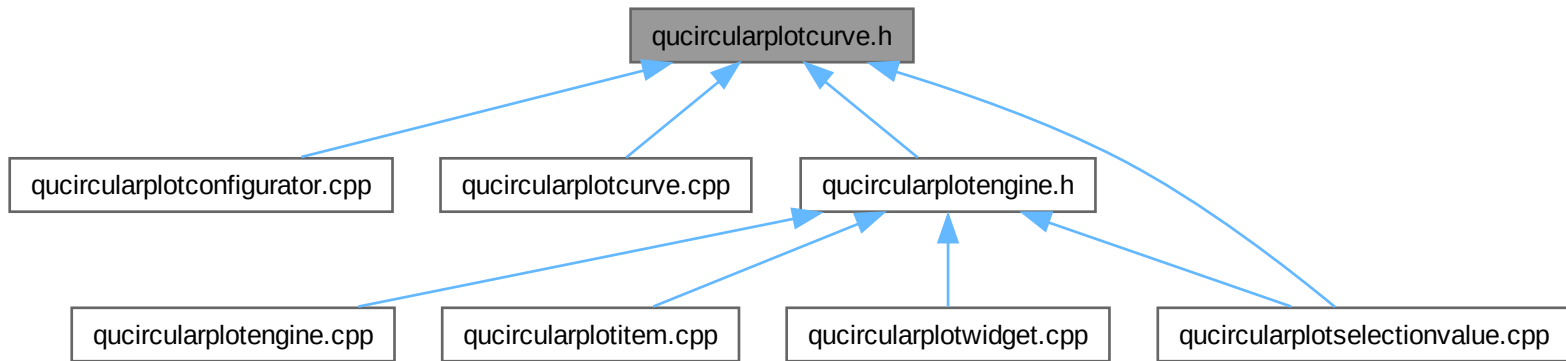 qucircularplotcurve.h
qucircularplotconfigurator.cpp
qucircularplotcurve.cpp
qucircularplotengine.h
qucircularplotengine.cpp
qucircularplotitem.cpp
qucircularplotwidget.cpp
qucircularplotselectionvalue.cpp